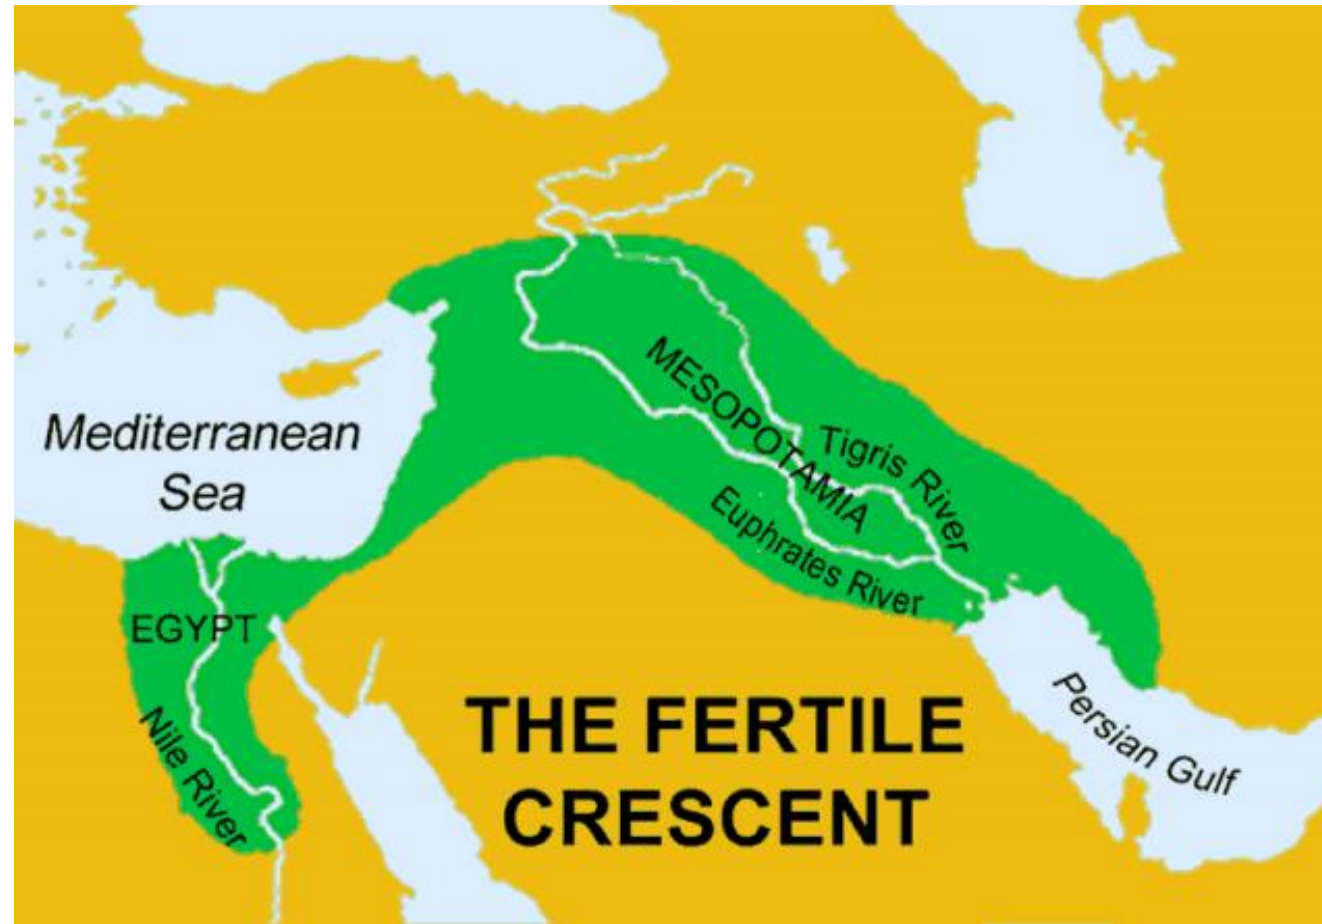 MESOPOTAMIA
Tigris River
Mediterranean
Sea
Euphrates River
EGYPT
Nile River
Persian Gulf
THE FERTILE
CRESCENT